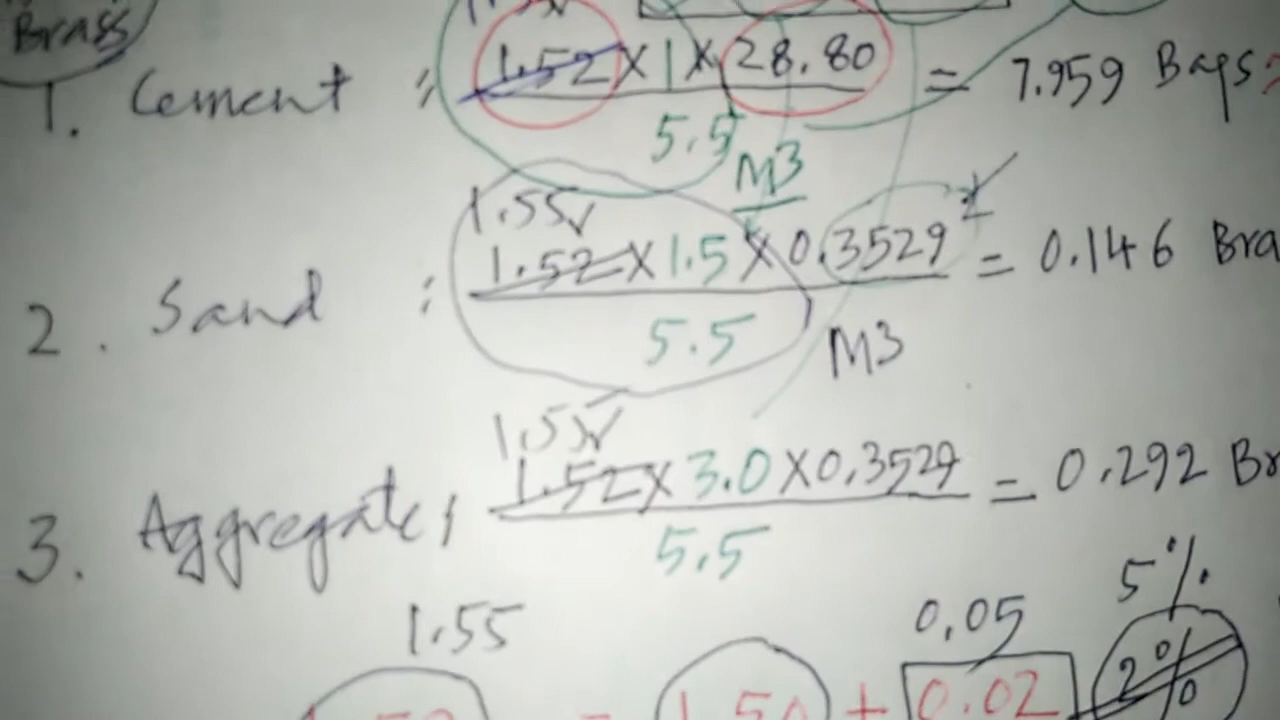 Brass
1.55
1. Cement : 1.52 X 1 X 28.80 = 7.959 Bags
5.5
M3
1.55
2. Sand : 1.52 X 1.5 X 0.3529 = 0.146 Bra
5.5 M3
1.55
3. Aggregate : 1.52 X 3.0 X 0.3529 = 0.292 Br
5.5
5%
1.55 0.05
= 1.50 + 0.02 2%